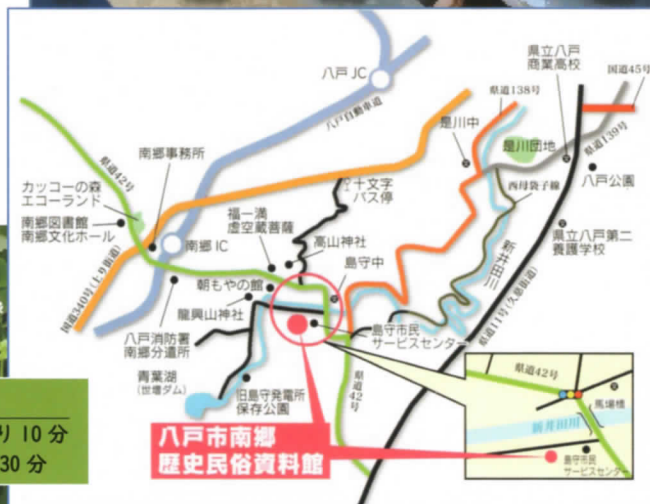 八戸JC
県立八戸
商業高校
国道45号
八戸自動車道
県道138号
是川中
是川団地
県道139号
県道42号
南郷事務所
十文字
バス停
八戸公園
カッコーの森
エコーランド
西母袋子線
福一満
虚空蔵菩薩
南郷図書館
南郷文化ホール
高山神社
県立八戸第二
養護学校
南郷IC
新井田川
島守中
朝もやの館
国道340号(上り街道)
龍興山神社
県道11号(久慈街道)
八戸消防署
南郷分遣所
島守市民
サービスセンター
青葉湖
(世増ダム)
旧島守発電所
保存公園
県道42号
県道42号
馬場橋
新井田川
島守市民
サービスセンター
り10分
30分
八戸市南郷
歴史民俗資料館